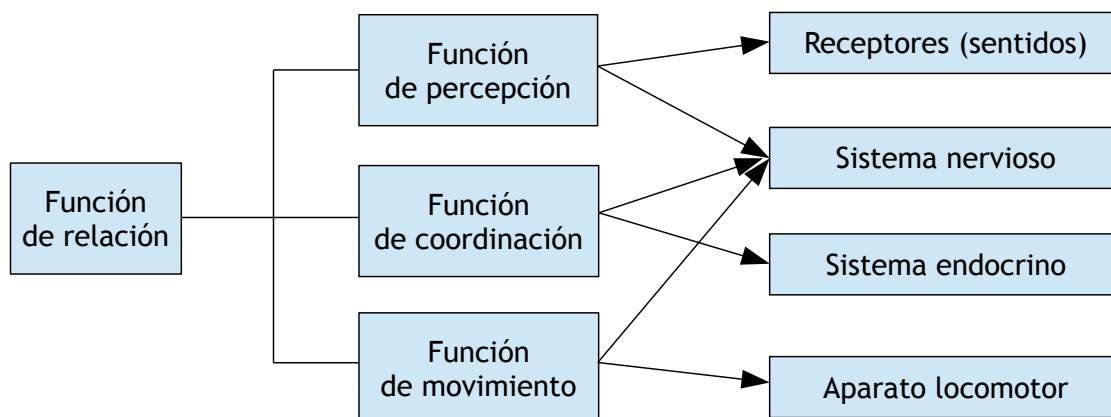 Función
de relación
Función
de percepción
Función
de coordinación
Función
de movimiento
Receptores (sentidos)
Sistema nervioso
Sistema endocrino
Aparato locomotor